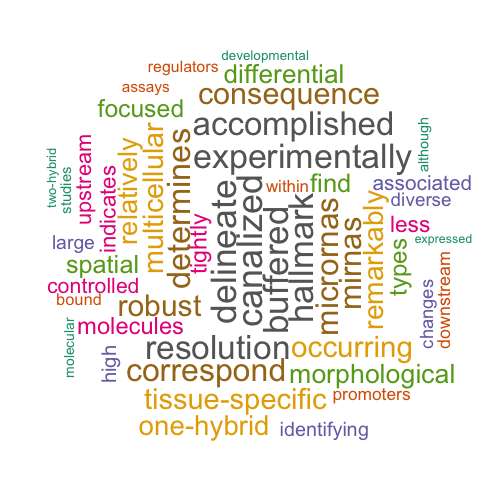 developmental
regulators
differential
assays
consequence
focused
accomplished
although
experimentally
two-hybrid
studies
upstream
indicates
relatively
multicellular
determines
tightly
delineate
canalized
buffered
within
hallmark
find
micrornas
mirnas
remarkably
associated
diverse
less
types
expressed
large
spatial
controlled
bound
robust
molecules
changes
downstream
molecular
high
resolution
occurring
correspond
morphological
tissue-specific
promoters
one-hybrid
identifying